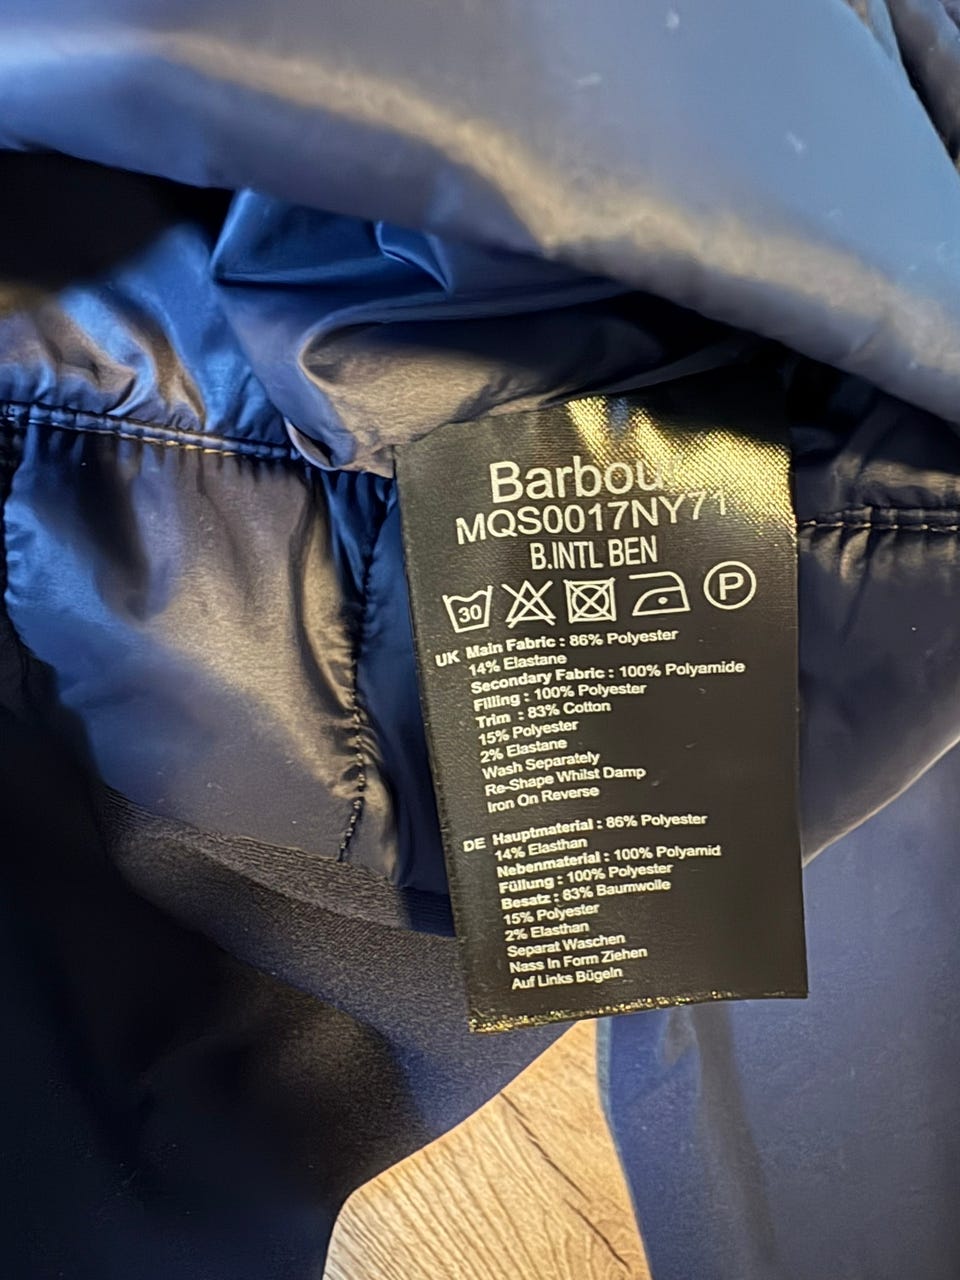 Barbour
MQS0017NY71
B.INTL BEN
30 P
UK Main Fabric : 86% Polyester
14% Elastane
Secondary Fabric : 100% Polyamide
Filling : 100% Polyester
Trim : 83% Cotton
15% Polyester
2% Elastane
Wash Separately
Re-Shape Whilst Damp
Iron On Reverse
DE Hauptmaterial : 86% Polyester
14% Elasthan
Nebenmaterial : 100% Polyamid
Füllung : 100% Polyester
Besatz : 83% Baumwolle
15% Polyester
2% Elasthan
Separat Waschen
Nass In Form Ziehen
Auf Links Bügeln